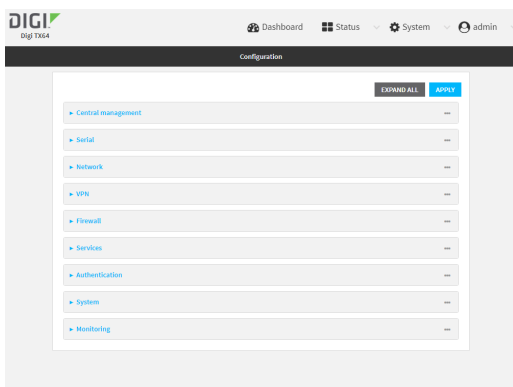 DIGI
Digi TX64
Dashboard
Status
System
admin
Configuration
EXPAND ALL
APPLY
Central management
Serial
Network
VPN
Firewall
Services
Authentication
System
Monitoring